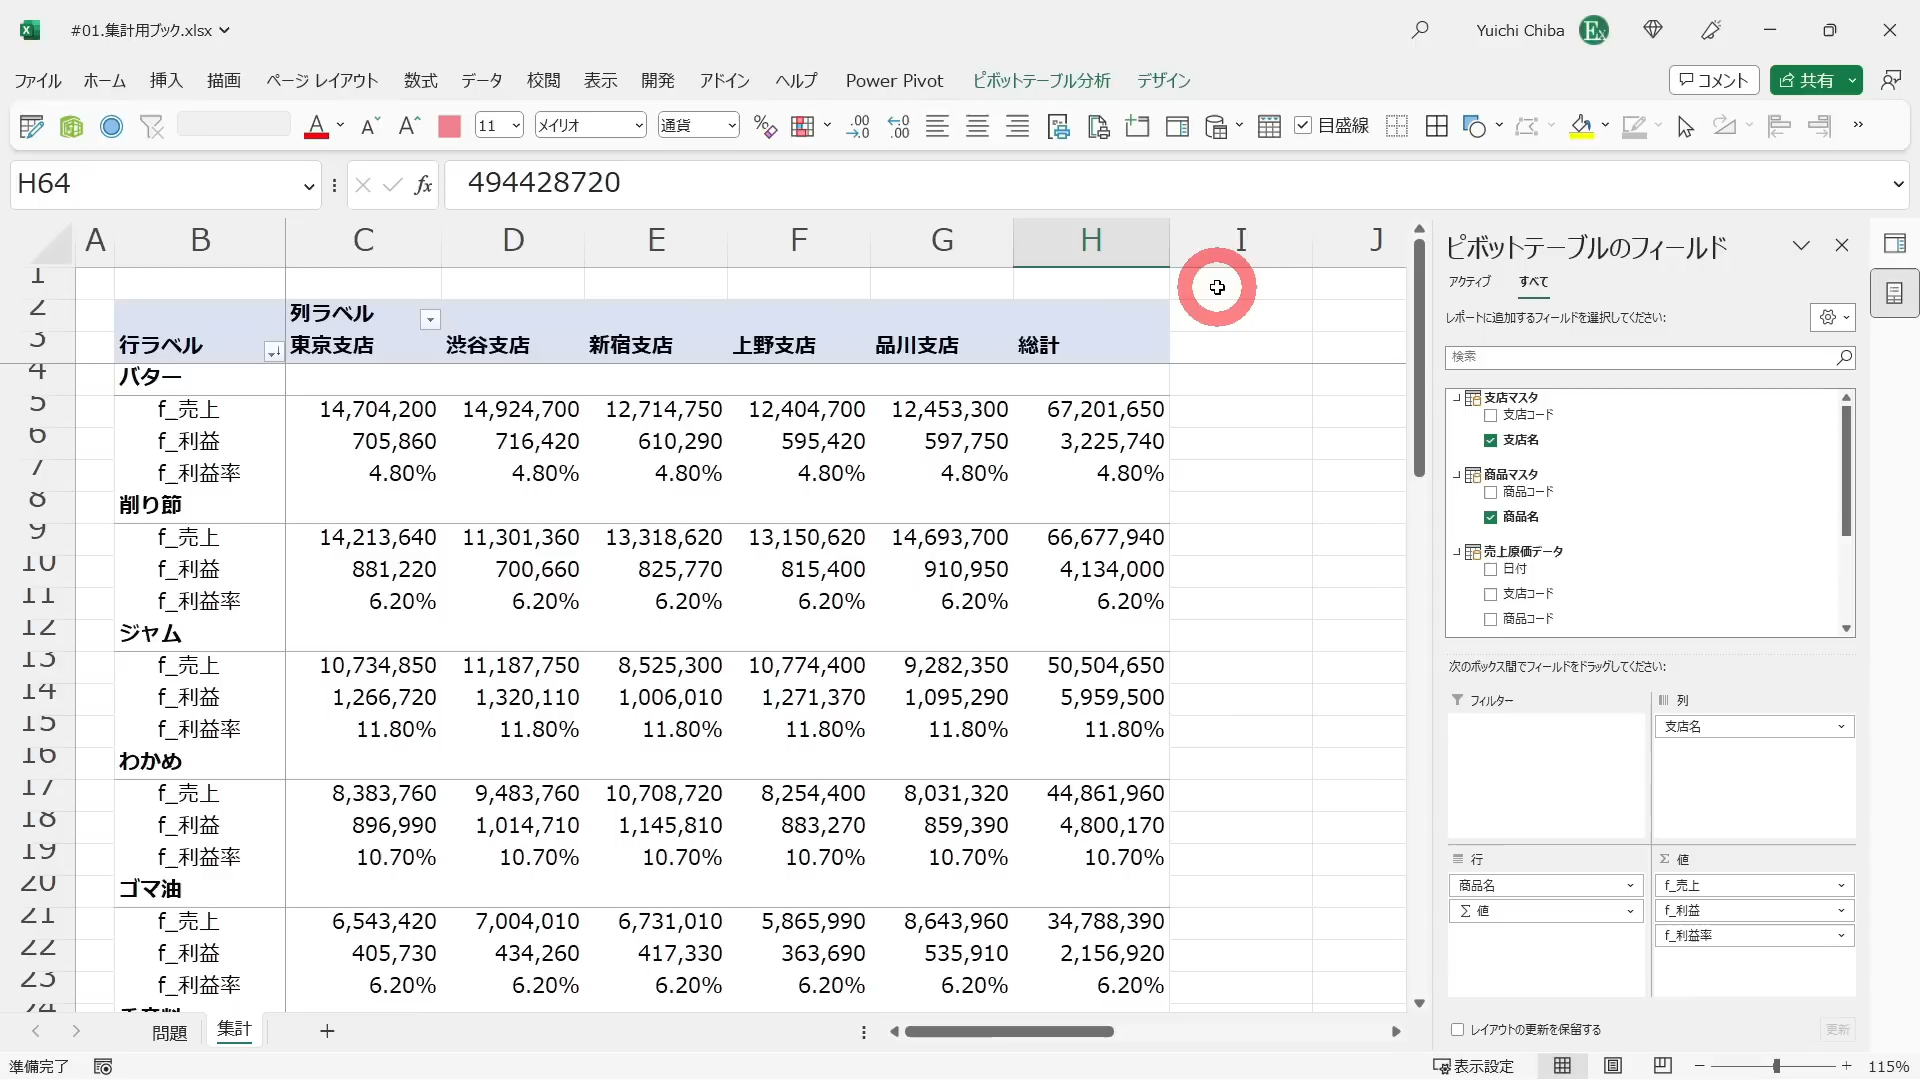 #01.集計用ブック.xlsx
Yuichi Chiba
ファイル ホーム 挿入 描画 ページ レイアウト 数式 データ 校閲 表示 開発 アドイン ヘルプ Power Pivot ピボットテーブル分析 デザイン コメント 共有
11 メイリオ 通貨 目盛線
H64 fx 494428720
A B C D E F G H I J
1
2 列ラベル
3 行ラベル 東京支店 渋谷支店 新宿支店 上野支店 品川支店 総計
4 バター
5 f_売上 14,704,200 14,924,700 12,714,750 12,404,700 12,453,300 67,201,650
6 f_利益 705,860 716,420 610,290 595,420 597,750 3,225,740
7 f_利益率 4.80% 4.80% 4.80% 4.80% 4.80% 4.80%
8 削り節
9 f_売上 14,213,640 11,301,360 13,318,620 13,150,620 14,693,700 66,677,940
10 f_利益 881,220 700,660 825,770 815,400 910,950 4,134,000
11 f_利益率 6.20% 6.20% 6.20% 6.20% 6.20% 6.20%
12 ジャム
13 f_売上 10,734,850 11,187,750 8,525,300 10,774,400 9,282,350 50,504,650
14 f_利益 1,266,720 1,320,110 1,006,010 1,271,370 1,095,290 5,959,500
15 f_利益率 11.80% 11.80% 11.80% 11.80% 11.80% 11.80%
16 わかめ
17 f_売上 8,383,760 9,483,760 10,708,720 8,254,400 8,031,320 44,861,960
18 f_利益 896,990 1,014,710 1,145,810 883,270 859,390 4,800,170
19 f_利益率 10.70% 10.70% 10.70% 10.70% 10.70% 10.70%
20 ゴマ油
21 f_売上 6,543,420 7,004,010 6,731,010 5,865,990 8,643,960 34,788,390
22 f_利益 405,730 434,260 417,330 363,690 535,910 2,156,920
23 f_利益率 6.20% 6.20% 6.20% 6.20% 6.20% 6.20%
24
問題 集計
準備完了
ピボットテーブルのフィールド
アクティブ すべて
レポートに追加するフィールドを選択してください:
検索
支店マスタ
支店コード
支店名
商品マスタ
商品コード
商品名
売上原価データ
日付
支店コード
商品コード
次のボックス間でフィールドをドラッグしてください:
フィルター 列
支店名
行 Σ 値
商品名 f_売上
Σ 値 f_利益
f_利益率
レイアウトの更新を保留する 更新
表示設定 115%